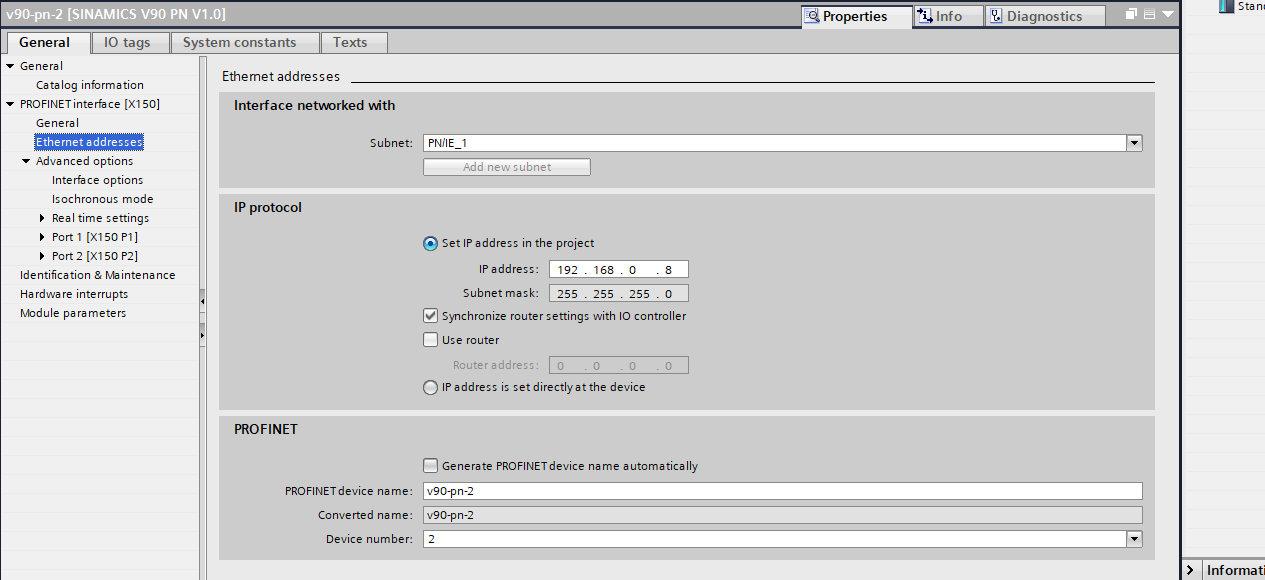 v90-pn-2 [SINAMICS V90 PN V1.0]
Properties
Info
Diagnostics
General
IO tags
System constants
Texts
General
Catalog information
PROFINET interface [X150]
General
Ethernet addresses
Advanced options
Interface options
Isochronous mode
Real time settings
Port 1 [X150 P1]
Port 2 [X150 P2]
Identification & Maintenance
Hardware interrupts
Module parameters
Ethernet addresses
Interface networked with
Subnet: PN/IE_1
Add new subnet
IP protocol
Set IP address in the project
IP address: 192 . 168 . 0 . 8
Subnet mask: 255 . 255 . 255 . 0
Synchronize router settings with IO controller
Use router
Router address: 0 . 0 . 0 . 0
IP address is set directly at the device
PROFINET
Generate PROFINET device name automatically
PROFINET device name: v90-pn-2
Converted name: v90-pn-2
Device number: 2